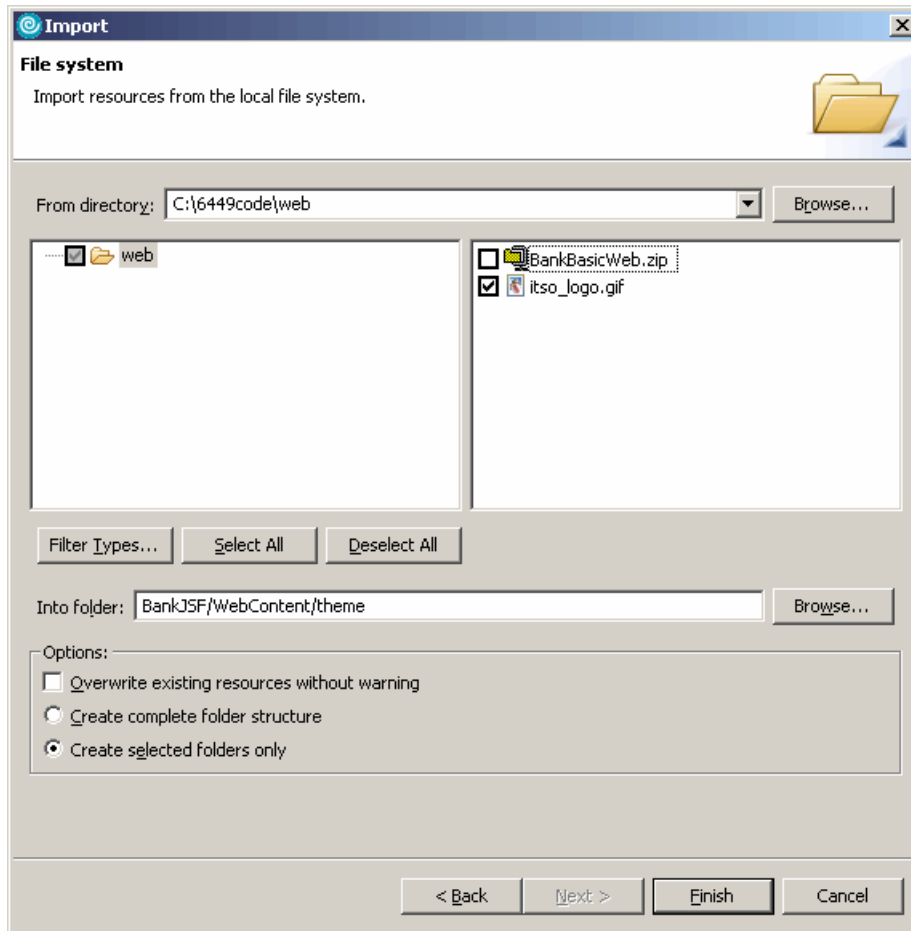 Import
File system
Import resources from the local file system.
From directory: C:\6449code\web Browse...
web
BankBasicWeb.zip
itso_logo.gif
Filter Types... Select All Deselect All
Into folder: BankJSF/WebContent/theme Browse...
Options:
Overwrite existing resources without warning
Create complete folder structure
Create selected folders only
< Back Next > Finish Cancel